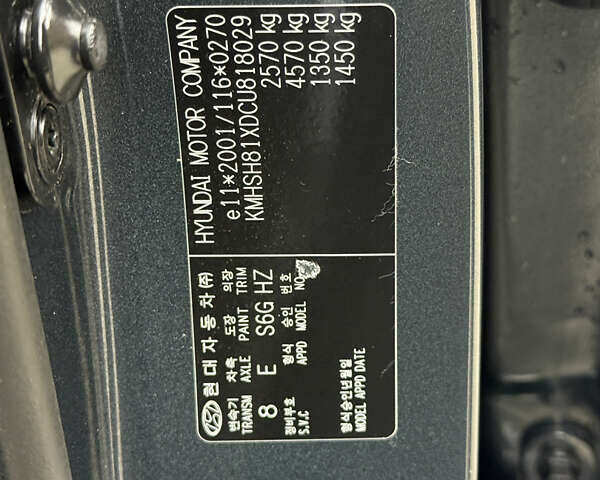 HYUNDAI MOTOR COMPANY
e11*2001/116*0270
KMHSH81XDCU818029
2570 kg
4570 kg
1350 kg
1450 kg
현대자동차(주)
변속기 차축 도장 외장
TRANSM AXLE PAINT TRIM
8 E S6G HZ
정비부호 형식 승인 번호
S.V.C APPD MODEL NO
형식승인년월일
MODEL APPD DATE